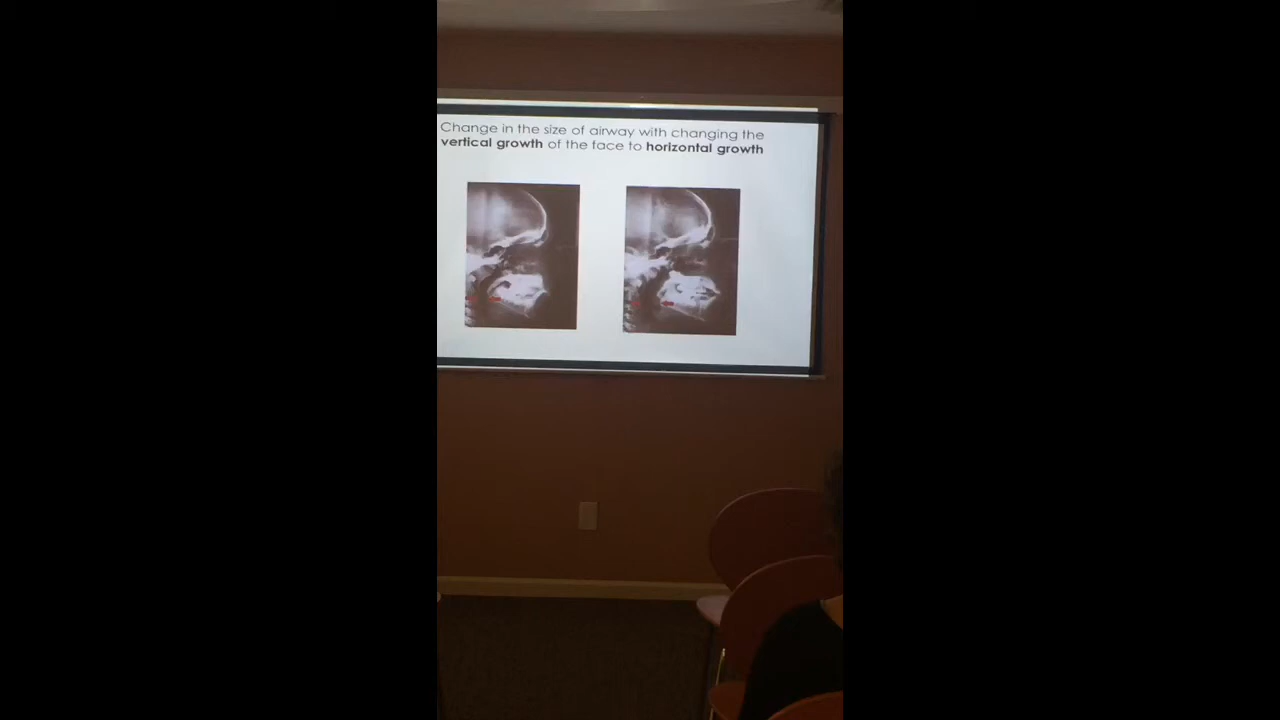 Change in the size of airway with changing the
vertical growth of the face to horizontal growth